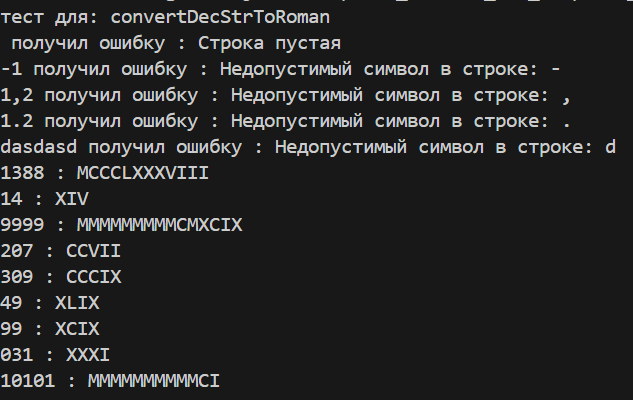 тест для: convertDecStrToRoman
получил ошибку : Строка пустая
-1 получил ошибку : Недопустимый символ в строке: -
1,2 получил ошибку : Недопустимый символ в строке: ,
1.2 получил ошибку : Недопустимый символ в строке: .
dasdasd получил ошибку : Недопустимый символ в строке: d
1388 : MCCCLXXXVIII
14 : XIV
9999 : MMMMMMMMMCMXCIX
207 : CCVII
309 : CCCIX
49 : XLIX
99 : XCIX
031 : XXXI
10101 : MMMMMMMMMMCI